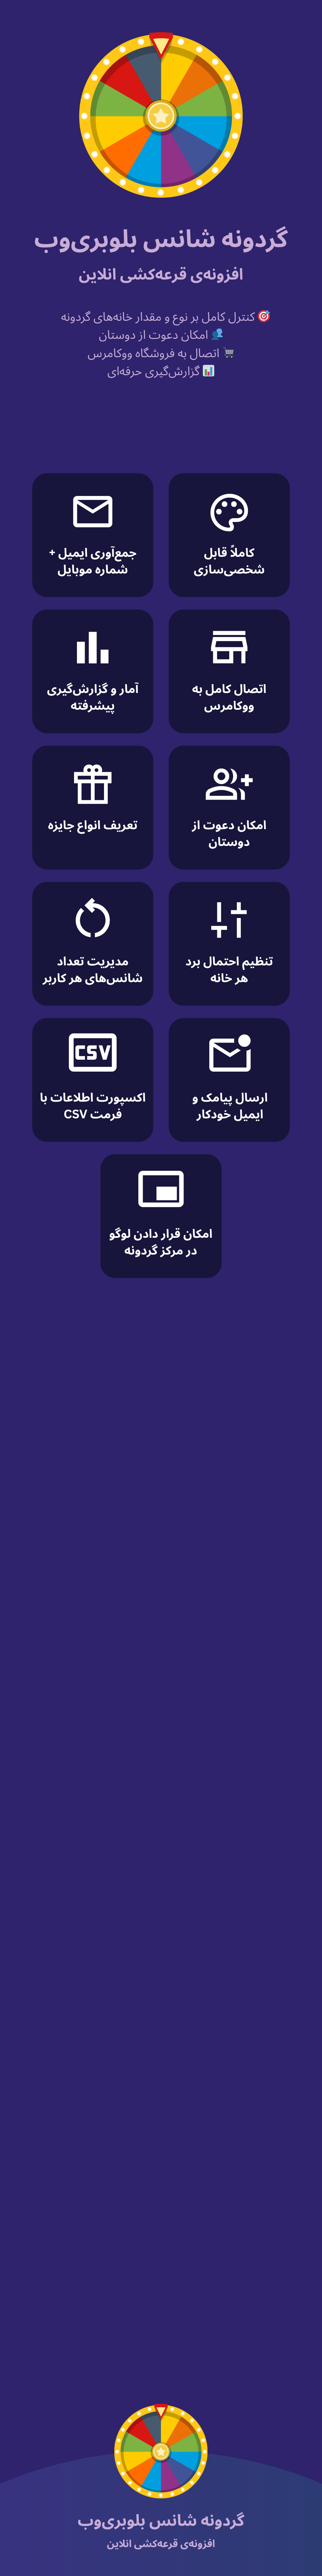 گردونه شانس بلوبری‌وب
افزونه‌ی قرعه‌کشی انلاین
🎯 کنترل کامل بر نوع و مقدار خانه‌های گردونه
👥 امکان دعوت از دوستان
🛒 اتصال به فروشگاه ووکامرس
📊 گزارش‌گیری حرفه‌ای
کاملاً قابل
شخصی‌سازی
جمع‌آوری ایمیل +
شماره موبایل
اتصال کامل به
ووکامرس
آمار و گزارش‌گیری
پیشرفته
امکان دعوت از
دوستان
تعریف انواع جایزه
تنظیم احتمال برد
هر خانه
مدیریت تعداد
شانس‌های هر کاربر
ارسال پیامک و
ایمیل خودکار
CSV
اکسپورت اطلاعات با
فرمت CSV
امکان قرار دادن لوگو
در مرکز گردونه
گردونه شانس بلوبری‌وب
افزونه‌ی قرعه‌کشی انلاین